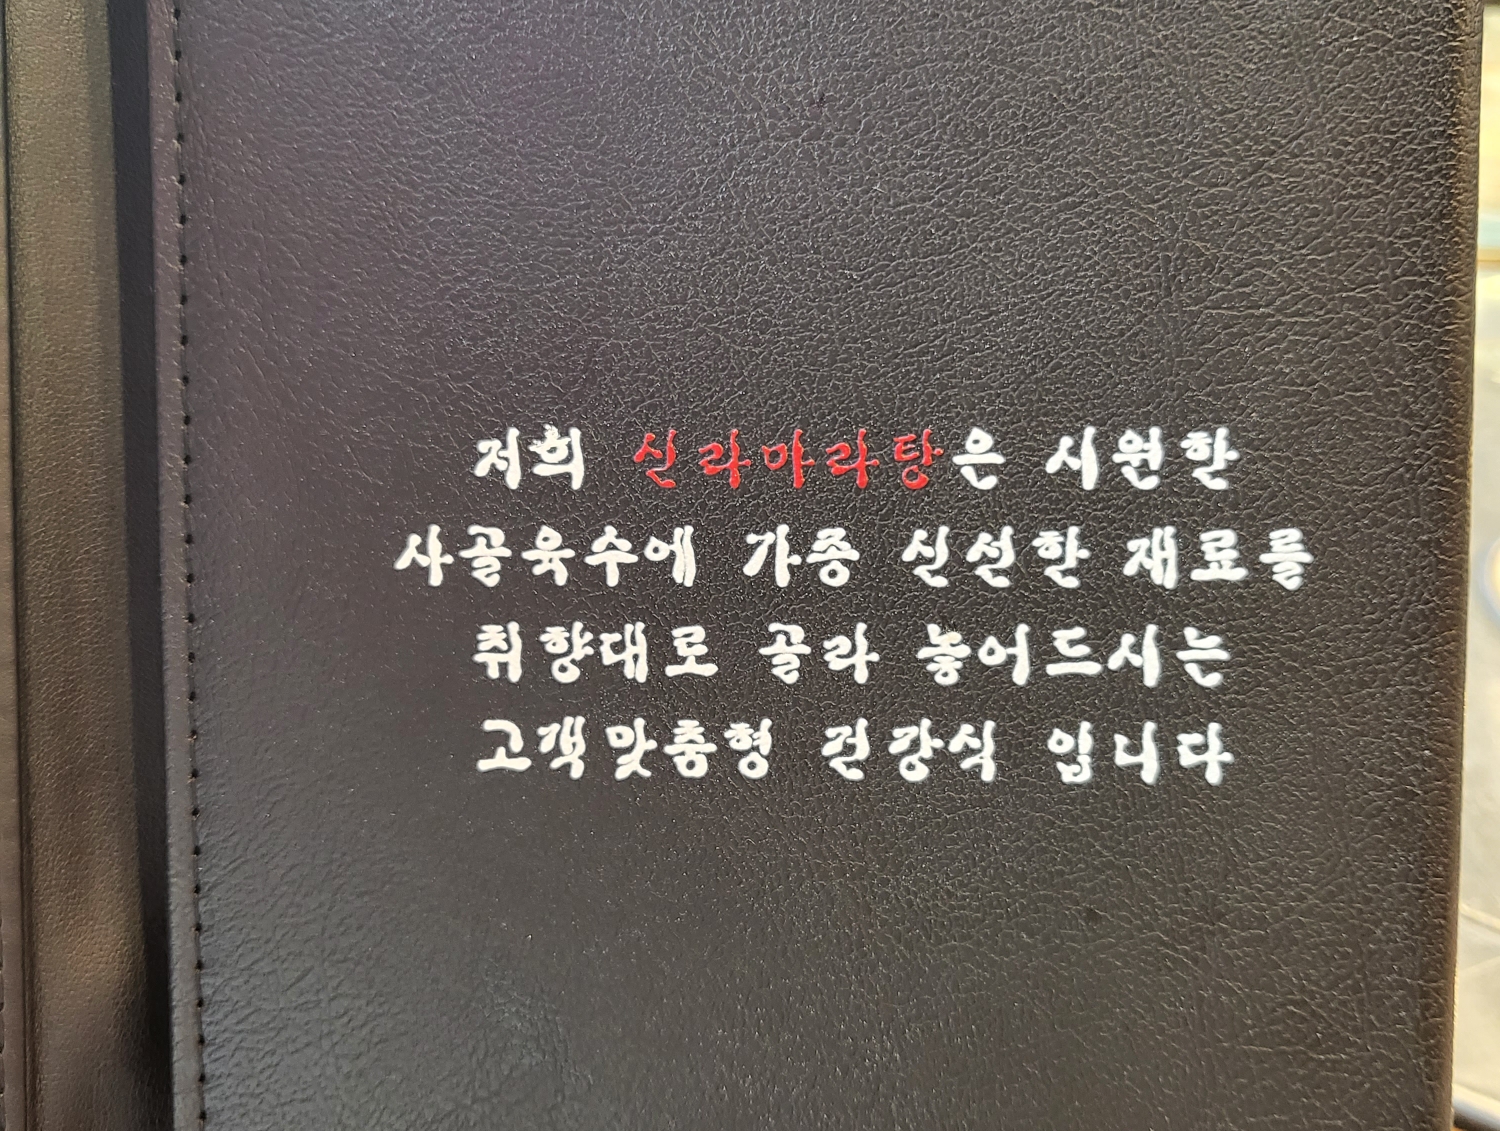 저희 신라마라탕은 시원한
사골육수에 가종 신선한 재료를
취향대로 골라 놓어드시는
고객맞춤형 건강식 입니다